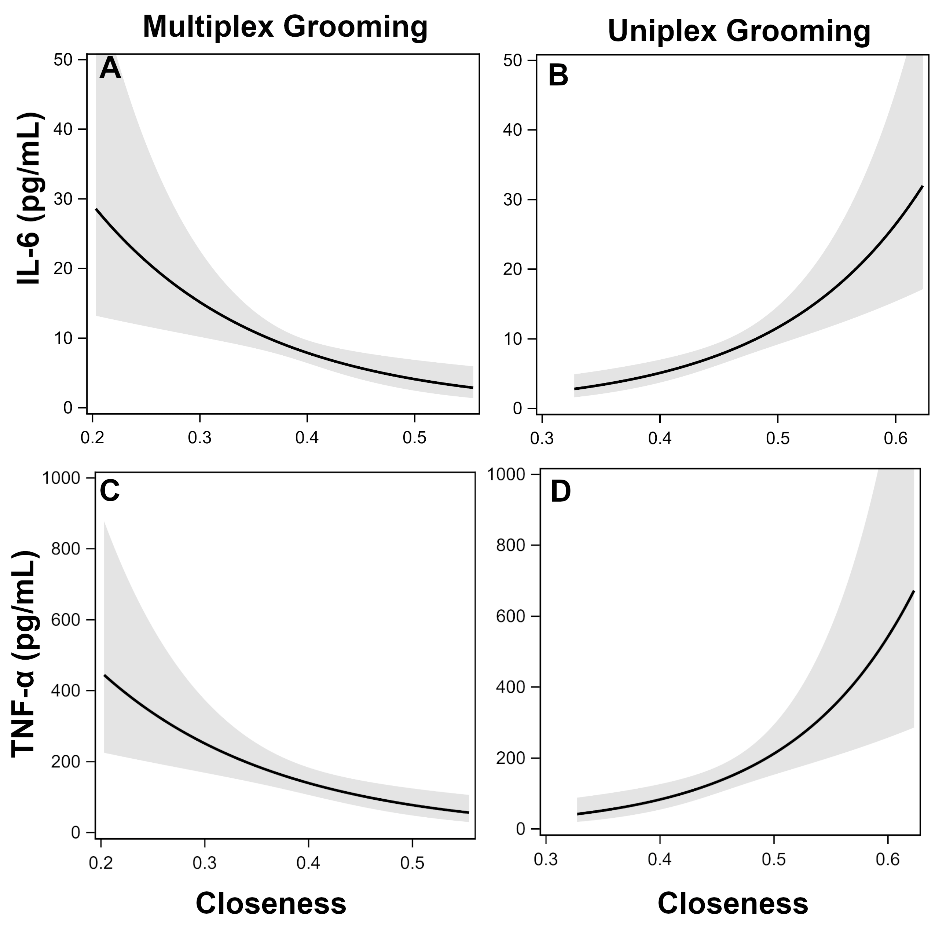 Multiplex Grooming
Uniplex Grooming
A
B
IL-6 (pg/mL)
50
40
30
20
10
0
0.2 0.3 0.4 0.5
50
40
30
20
10
0
0.3 0.4 0.5 0.6
C
D
TNF-α (pg/mL)
1000
800
600
400
200
0
0.2 0.3 0.4 0.5
1000
800
600
400
200
0
0.3 0.4 0.5 0.6
Closeness
Closeness